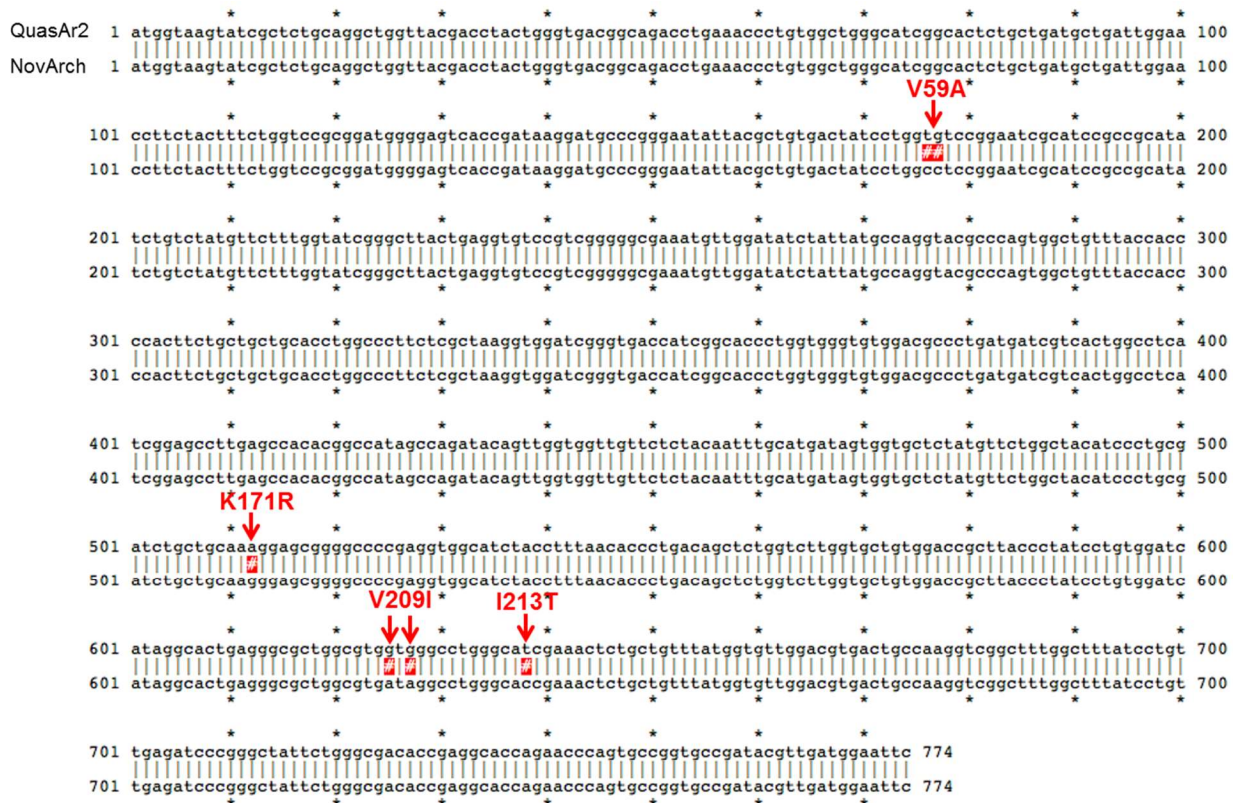 QuasAr2 1 atggtaagtatcgctctgcaggctggttacgacctactgggtgacggcagacctgaaaccctgtggctgggcatcggcactctgctgatgctgattggaa 100
NovArch 1 atggtaagtatcgctctgcaggctggttacgacctactgggtgacggcagacctgaaaccctgtggctgggcatcggcactctgctgatgctgattggaa 100
V59A
101 ccttctactttctggtccgcggatggggagtcaccgataaggatgcccgggaatattacgctgtgactatcctggtgtccggaatcgcatccgccgcata 200
##
101 ccttctactttctggtccgcggatggggagtcaccgataaggatgcccgggaatattacgctgtgactatcctggcctccggaatcgcatccgccgcata 200
201 tctgtctatgttctttggtatcgggcttactgaggtgtccgtcgggggcgaaatgttggatatctattatgccaggtacgcccagtggctgtttaccacc 300
201 tctgtctatgttctttggtatcgggcttactgaggtgtccgtcgggggcgaaatgttggatatctattatgccaggtacgcccagtggctgtttaccacc 300
301 ccacttctgctgctgcacctggcccttctcgctaaggtggatcgggtgaccatcggcaccctggtgggtgtggacgccctgatgatcgtcactggcctca 400
301 ccacttctgctgctgcacctggcccttctcgctaaggtggatcgggtgaccatcggcaccctggtgggtgtggacgccctgatgatcgtcactggcctca 400
401 tcggagccttgagccacacggccatagccagatacagttggtggttgttctctacaatttgcatgatagtggtgctctatgttctggctacatccctgcg 500
401 tcggagccttgagccacacggccatagccagatacagttggtggttgttctctacaatttgcatgatagtggtgctctatgttctggctacatccctgcg 500
K171R
501 atctgctgcaaaggagcggggccccgaggtggcatctacctttaacaccctgacagctctggtcttggtgctgtggaccgcttaccctatcctgtggatc 600
#
501 atctgctgcaagggagcggggccccgaggtggcatctacctttaacaccctgacagctctggtcttggtgctgtggaccgcttaccctatcctgtggatc 600
V209I I213T
601 ataggcactgagggcgctggcgtggtgggcctgggcatcgaaactctgctgtttatggtgttggacgtgactgccaaggtcggctttggctttatcctgt 700
# # #
601 ataggcactgagggcgctggcgtgataggcctgggcaccgaaactctgctgtttatggtgttggacgtgactgccaaggtcggctttggctttatcctgt 700
701 tgagatcccgggctattctgggcgacaccgaggcaccagaacccagtgccggtgccgatacgttgatggaattc 774
701 tgagatcccgggctattctgggcgacaccgaggcaccagaacccagtgccggtgccgatacgttgatggaattc 774